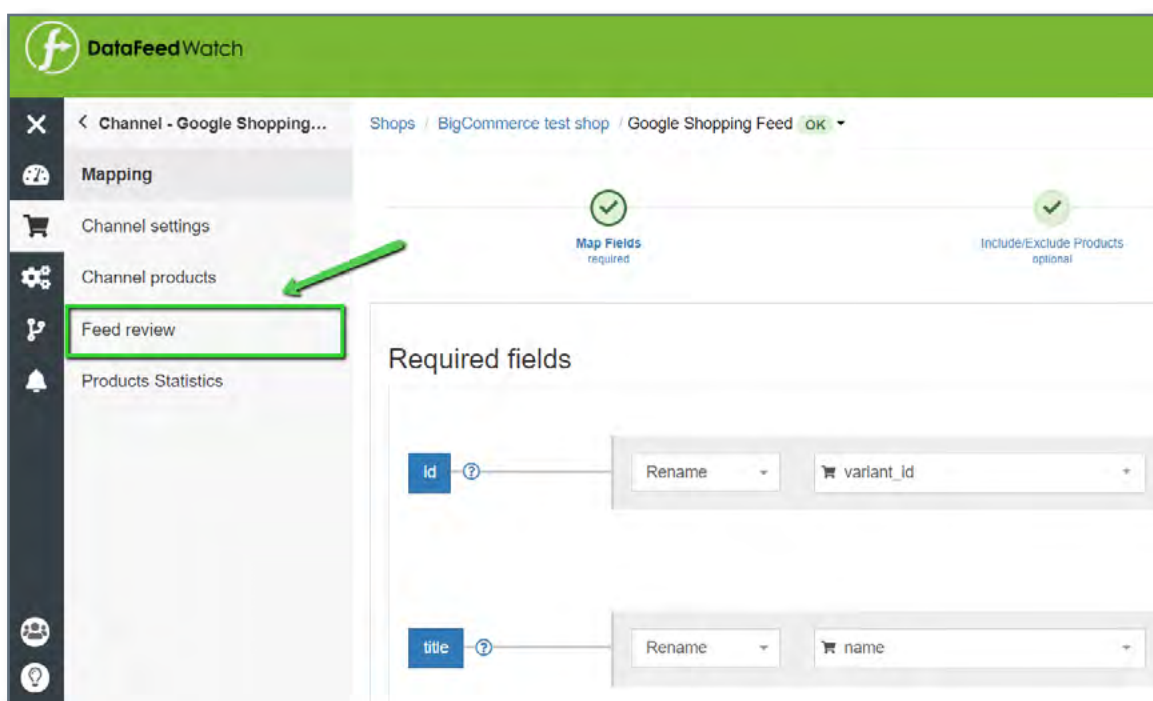 DataFeedWatch
Channel - Google Shopping...
Shops / BigCommerce test shop / Google Shopping Feed OK
Mapping
Channel settings
Channel products
Feed review
Products Statistics
Map Fields
required
Include/Exclude Products
optional
Required fields
id
?
Rename
variant_id
title
?
Rename
name